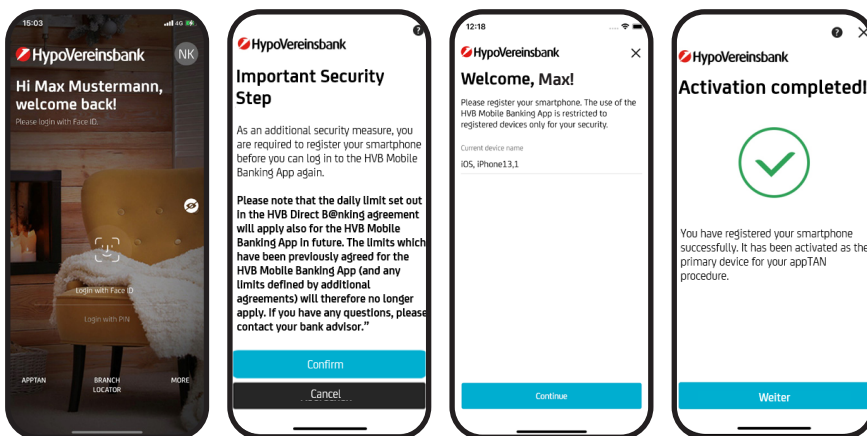 15:03
4G
HypoVereinsbank
NK
Hi Max Mustermann,
welcome back!
Please login with Face ID.
Login with Face ID
Login with PIN
APPTAN
BRANCH
LOCATOR
MORE
?
HypoVereinsbank
Important Security
Step
As an additional security measure, you
are required to register your smartphone
before you can log in to the HVB Mobile
Banking App again.
Please note that the daily limit set out
in the HVB Direct B@nking agreement
will apply also for the HVB Mobile
Banking App in future. The limits which
have been previously agreed for the
HVB Mobile Banking App (and any
limits defined by additional
agreements) will therefore no longer
apply. If you have any questions, please
contact your bank advisor.”
Confirm
Cancel
12:18
HypoVereinsbank
Welcome, Max!
Please register your smartphone. The use of the
HVB Mobile Banking App is restricted to
registered devices only for your security.
Current device name
iOS, iPhone13,1
Continue
?
HypoVereinsbank
Activation completed!
You have registered your smartphone
successfully. It has been activated as the
primary device for your appTAN
procedure.
Weiter